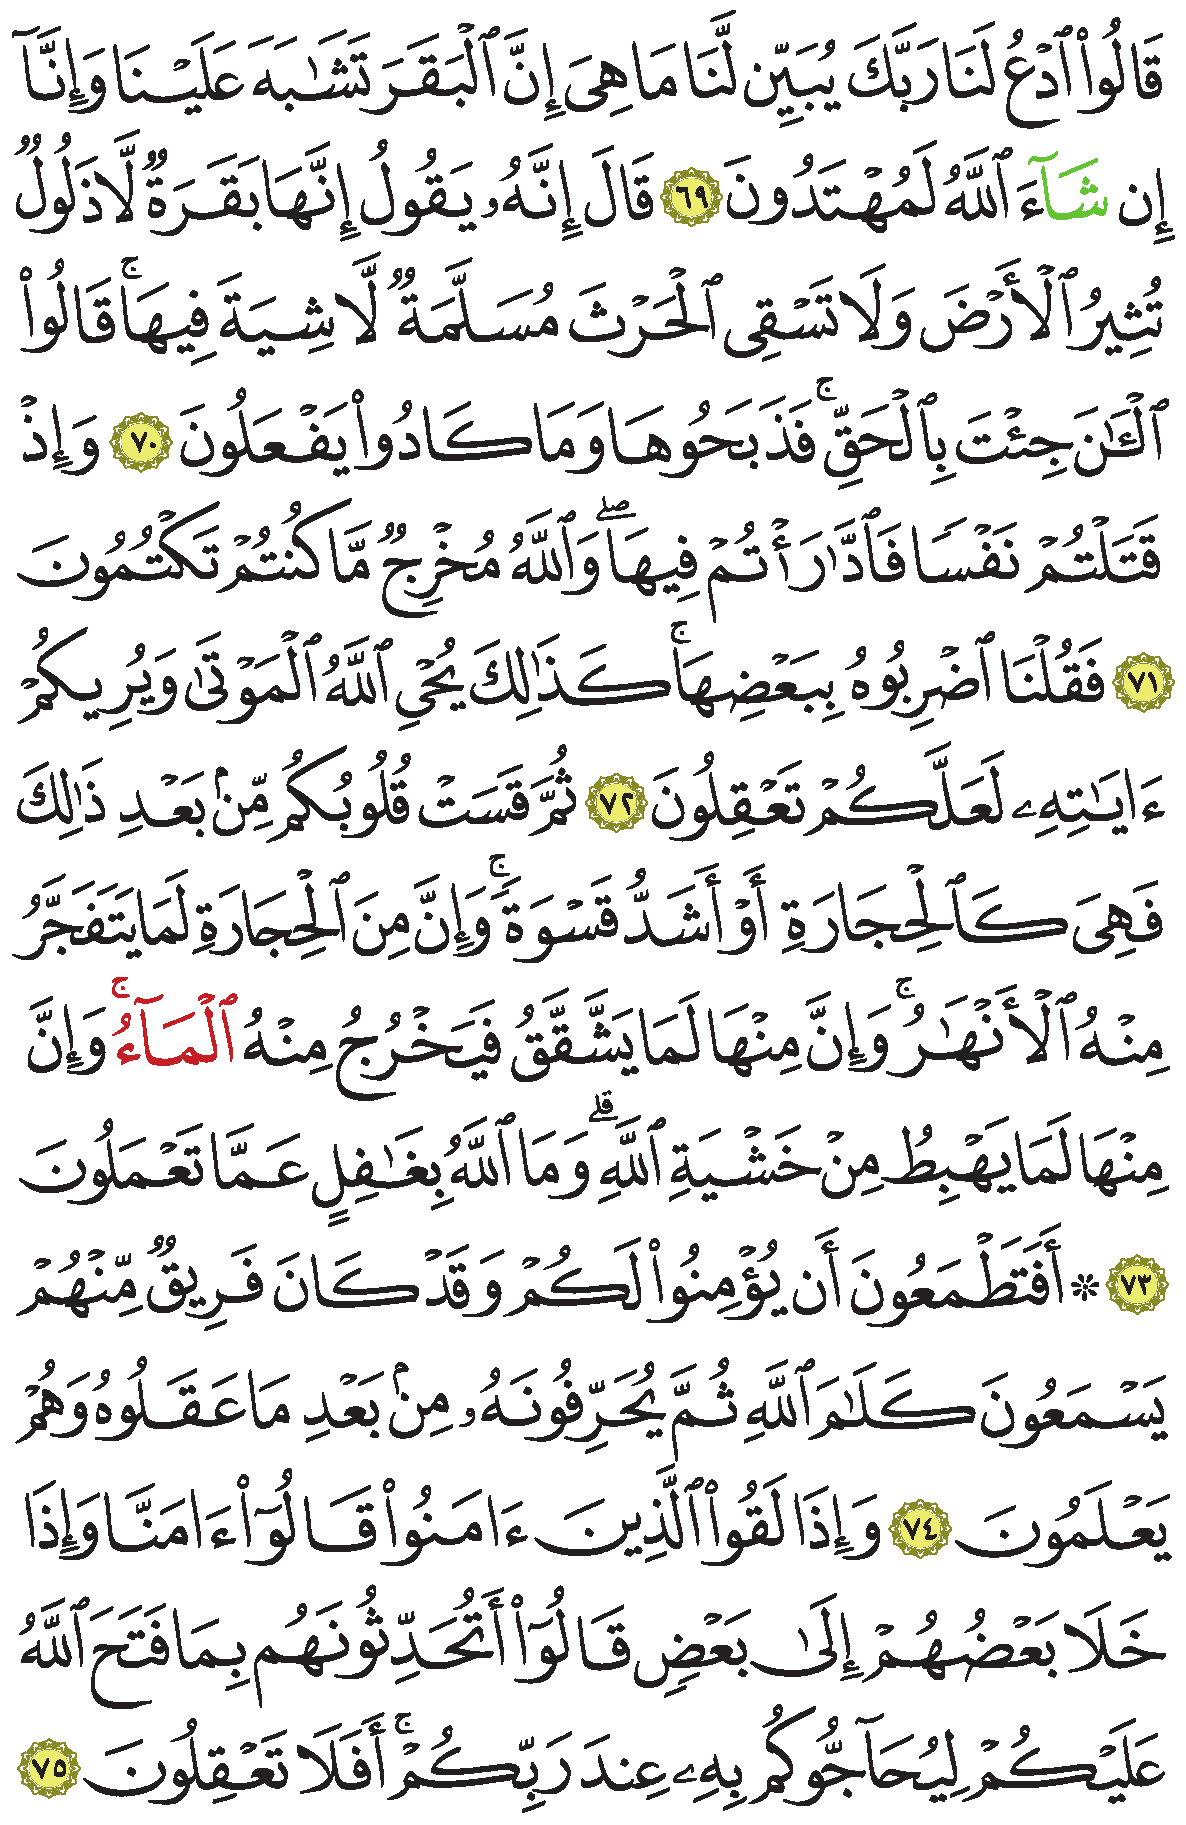 قَالُوا۟ ٱدْعُ لَنَا رَبَّكَ يُبَيِّن لَّنَا مَا هِىَ إِنَّ ٱلْبَقَرَ تَشَـٰبَهَ عَلَيْنَا وَإِنَّآ
إِن شَآءَ ٱللَّهُ لَمُهْتَدُونَ ٦٩ قَالَ إِنَّهُۥ يَقُولُ إِنَّهَا بَقَرَةٌ لَّا ذَلُولٌ
تُثِيرُ ٱلْأَرْضَ وَلَا تَسْقِى ٱلْحَرْثَ مُسَلَّمَةٌ لَّا شِيَةَ فِيهَا ۚ قَالُوا۟
ٱلْـَٔـٰنَ جِئْتَ بِٱلْحَقِّ ۚ فَذَبَحُوهَا وَمَا كَادُوا۟ يَفْعَلُونَ ٧٠ وَإِذْ
قَتَلْتُمْ نَفْسًا فَٱدَّٰرَْٰٔتُمْ فِيهَا ۖ وَٱللَّهُ مُخْرِجٌ مَّا كُنتُمْ تَكْتُمُونَ
٧١ فَقُلْنَا ٱضْرِبُوهُ بِبَعْضِهَا ۚ كَذَٰلِكَ يُحْىِ ٱللَّهُ ٱلْمَوْتَىٰ وَيُرِيكُمْ
ءَايَـٰتِهِۦ لَعَلَّكُمْ تَعْقِلُونَ ٧٢ ثُمَّ قَسَتْ قُلُوبُكُم مِّنۢ بَعْدِ ذَٰلِكَ
فَهِىَ كَٱلْحِجَارَةِ أَوْ أَشَدُّ قَسْوَةً ۚ وَإِنَّ مِنَ ٱلْحِجَارَةِ لَمَا يَتَفَجَّرُ
مِنْهُ ٱلْأَنْهَـٰرُ ۚ وَإِنَّ مِنْهَا لَمَا يَشَّقَّقُ فَيَخْرُجُ مِنْهُ ٱلْمَآءُ ۚ وَإِنَّ
مِنْهَا لَمَا يَهْبِطُ مِنْ خَشْيَةِ ٱللَّهِ ۗ وَمَا ٱللَّهُ بِغَـٰفِلٍ عَمَّا تَعْمَلُونَ
٧٣ ۞ أَفَتَطْمَعُونَ أَن يُؤْمِنُوا۟ لَكُمْ وَقَدْ كَانَ فَرِيقٌ مِّنْهُمْ
يَسْمَعُونَ كَلَـٰمَ ٱللَّهِ ثُمَّ يُحَرِّفُونَهُۥ مِنۢ بَعْدِ مَا عَقَلُوهُ وَهُمْ
يَعْلَمُونَ ٧٤ وَإِذَا لَقُوا۟ ٱلَّذِينَ ءَامَنُوا۟ قَالُوٓا۟ ءَامَنَّا وَإِذَا
خَلَا بَعْضُهُمْ إِلَىٰ بَعْضٍ قَالُوٓا۟ أَتُحَدِّثُونَهُم بِمَا فَتَحَ ٱللَّهُ
عَلَيْكُمْ لِيُحَآجُّوكُم بِهِۦ عِندَ رَبِّكُمْ ۚ أَفَلَا تَعْقِلُونَ ٧٥